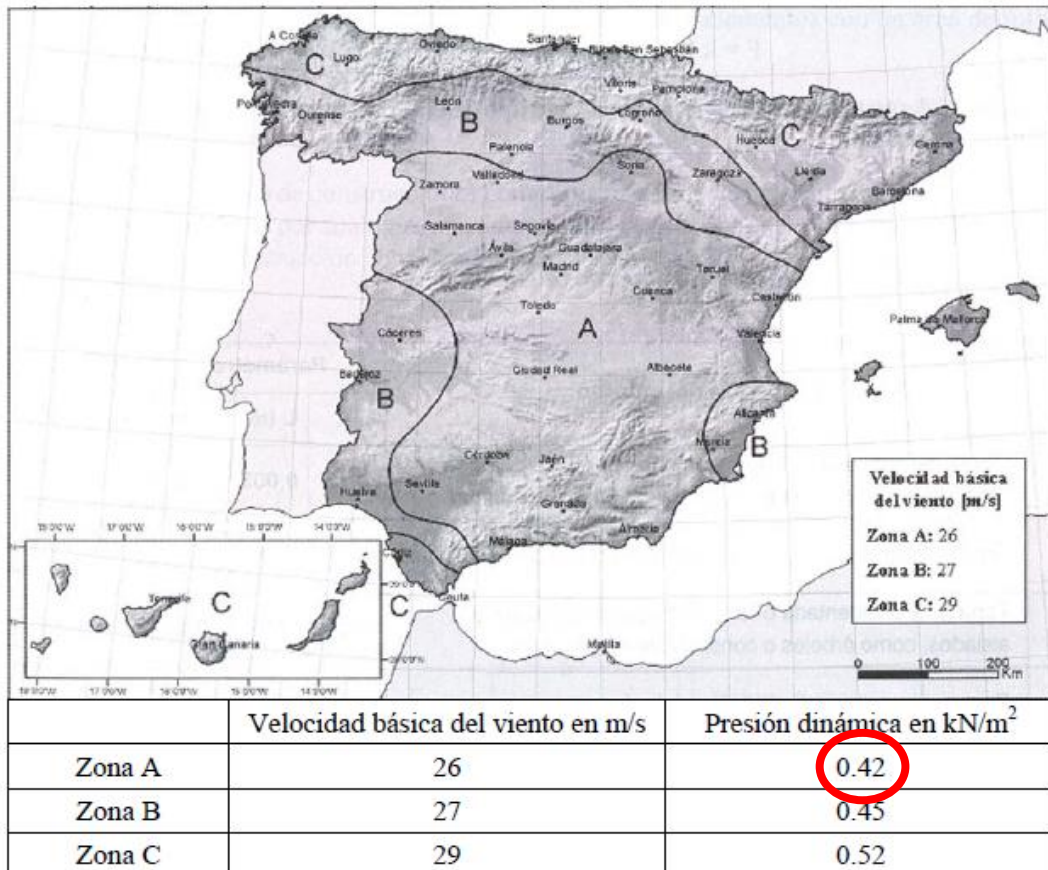 A Coruña
Lugo
Oviedo
Santander
San Sebastián
C
Vitoria
Pamplona
Pontevedra
Ourense
León
B
Burgos
Logroño
Huesca
C
Gerona
Palencia
Soria
Zaragoza
Lleida
Zamora
Valladolid
Barcelona
Tarragona
Salamanca
Segovia
Ávila
Guadalajara
Madrid
Teruel
Cuenca
Castellón
Toledo
Palma de Mallorca
Cáceres
A
Valencia
Badajoz
Ciudad Real
Albacete
B
Alicante
Murcia
B
Córdoba
Jaén
Huelva
Sevilla
Granada
Málaga
Almería
Ceuta
Melilla
Velocidad básica
del viento [m/s]
Zona A: 26
Zona B: 27
Zona C: 29
Tenerife
C
Gran Canaria
C
0 100 200
Km
Velocidad básica del viento en m/s Presión dinámica en kN/m²
Zona A 26 0.42
Zona B 27 0.45
Zona C 29 0.52